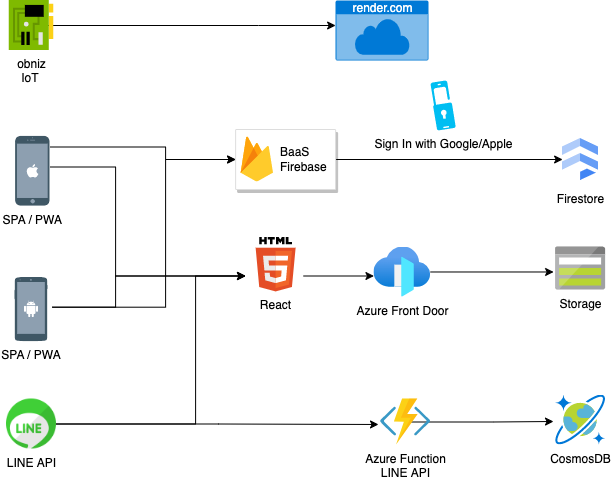 render.com
obniz
IoT
Sign In with Google/Apple
BaaS
Firebase
Firestore
SPA / PWA
HTML
React
Azure Front Door
Storage
SPA / PWA
LINE
LINE API
Azure Function
LINE API
CosmosDB